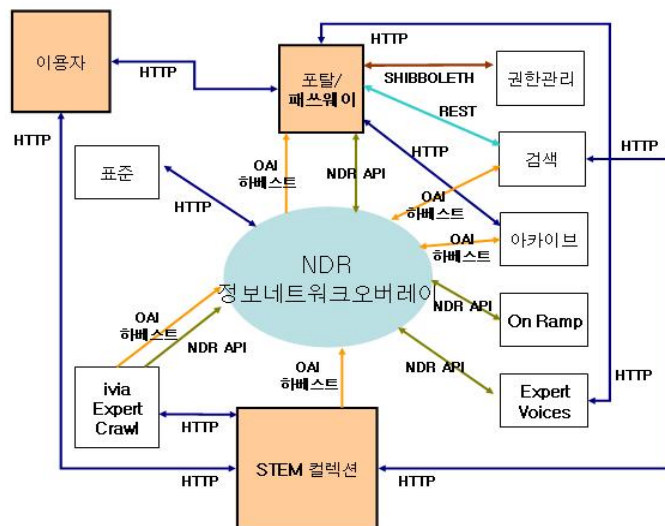 이용자
HTTP
포탈/
패쓰웨이
HTTP
SHIBBOLETH
권한관리
REST
HTTP
표준
HTTP
OAI
하베스트
NDR API
HTTP
OAI
하베스트
검색
HTTP
HTTP
NDR
정보네트워크오버레이
OAI
하베스트
아카이브
NDR API
On Ramp
OAI
하베스트
NDR API
NDR API
Expert
Voices
HTTP
ivia
Expert
Crawl
HTTP
OAI
하베스트
STEM 컬렉션
HTTP
HTTP